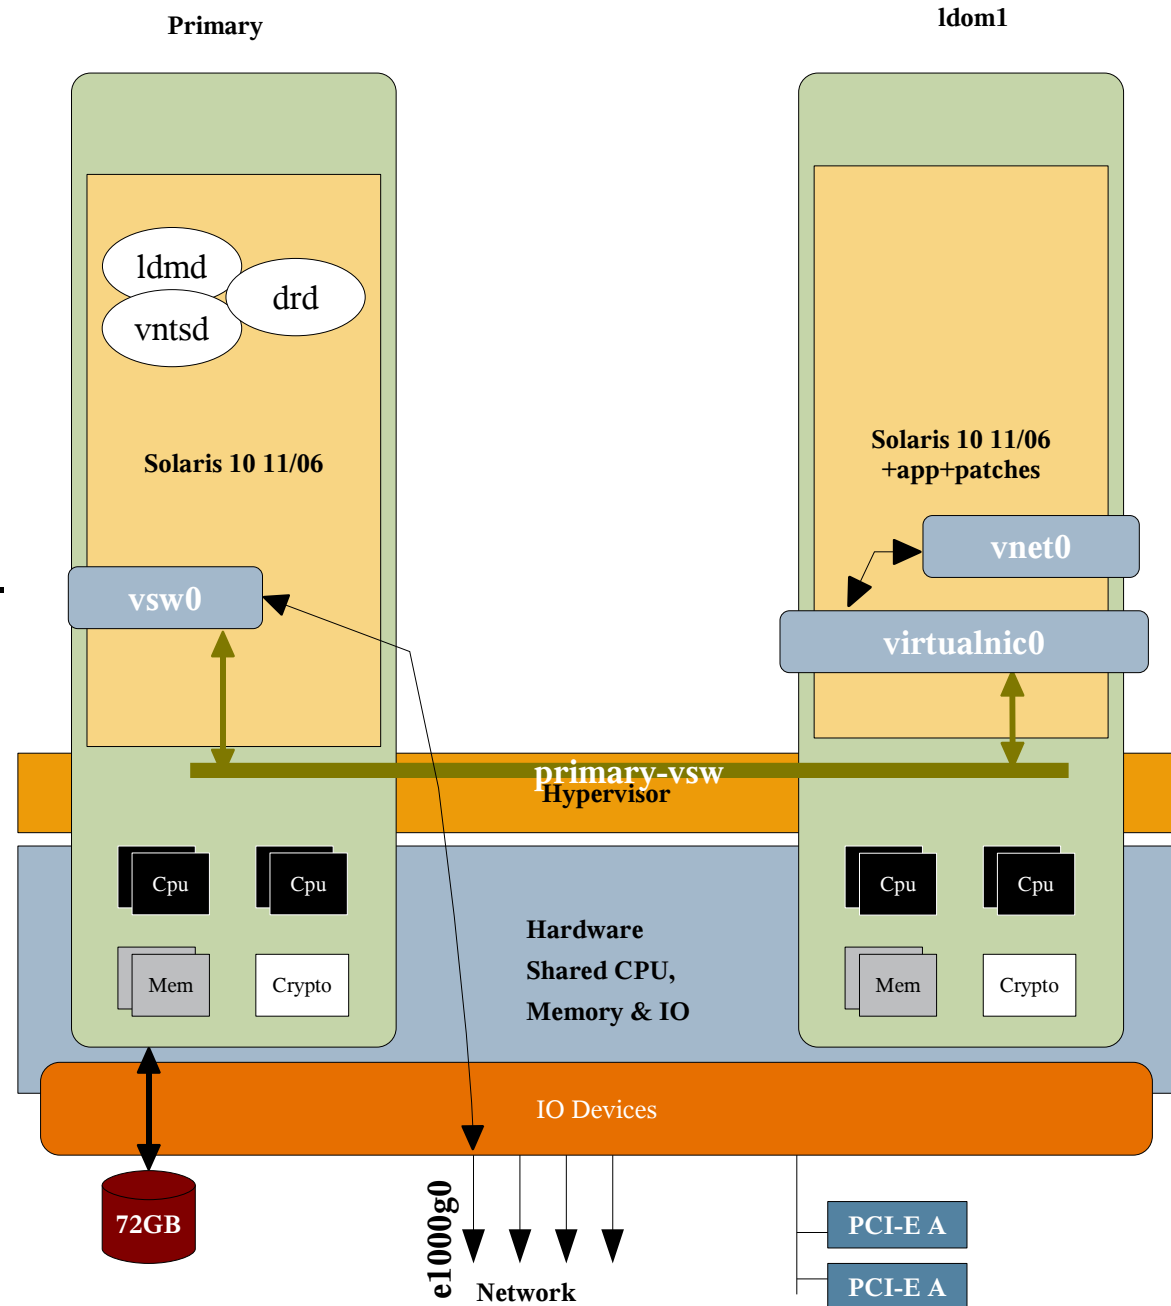 Primary
ldom1
ldmd
drd
vntsd
Solaris 10 11/06
Solaris 10 11/06
+app+patches
vnet0
vsw0
virtualnic0
primary-vsw
Hypervisor
Cpu
Cpu
Cpu
Cpu
Hardware
Shared CPU,
Memory & IO
Mem
Crypto
Mem
Crypto
IO Devices
72GB
e1000g0
Network
PCI-E A
PCI-E A